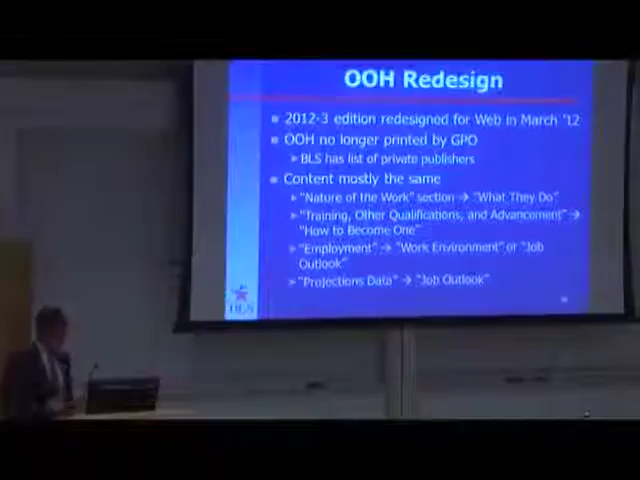 OOH Redesign
2012-3 edition redesigned for Web in March '12
OOH no longer printed by GPO
BLS has list of private publishers
Content mostly the same
"Nature of the Work" section → "What They Do"
"Training, Other Qualifications, and Advancement" →
"How to Become One"
"Employment" → "Work Environment" or "Job
Outlook"
"Projections Data" → "Job Outlook"
BLS